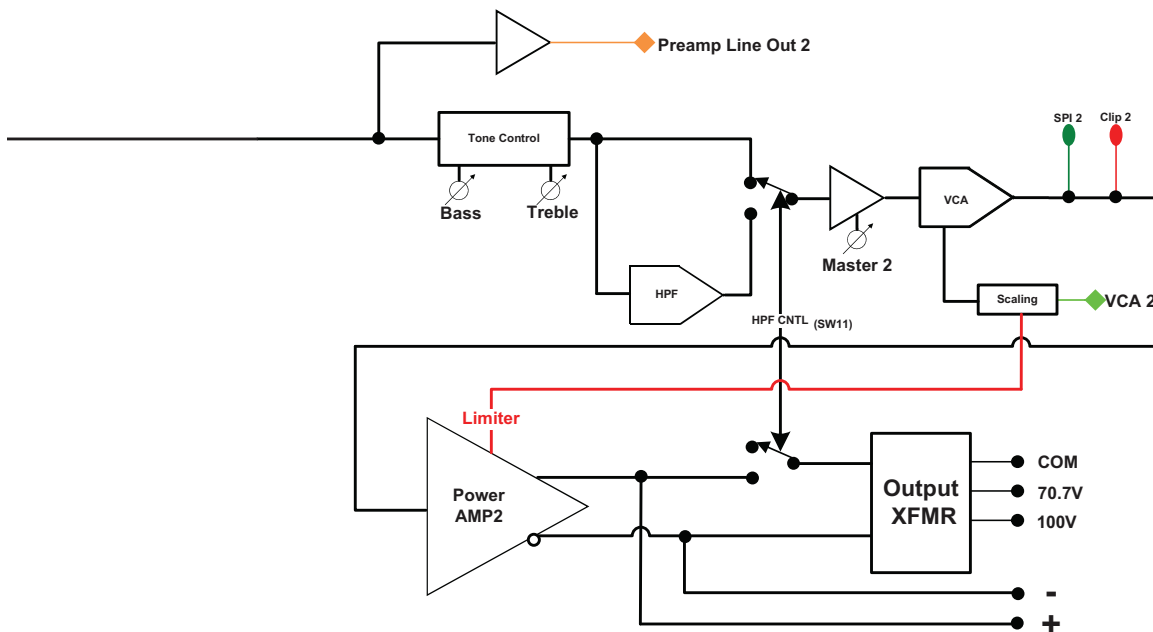 Preamp Line Out 2
Tone Control
Bass
Treble
SPI 2
Clip 2
VCA
Master 2
HPF
Scaling
VCA 2
HPF CNTL (SW11)
Limiter
Power
AMP2
Output
XFMR
COM
70.7V
100V
-
+